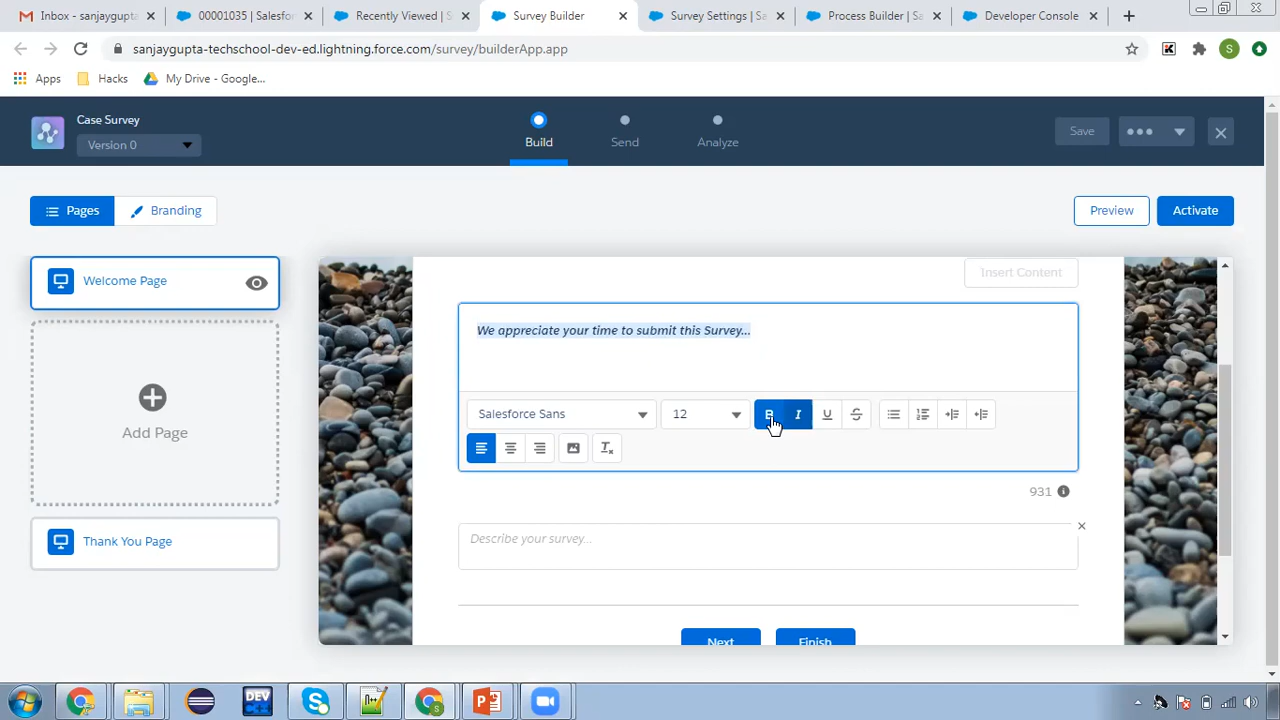 Inbox - sanjaygupta
00001035 | Salesfor
Recently Viewed | S
Survey Builder
Survey Settings | Sa
Process Builder | Sa
Developer Console
sanjaygupta-techschool-dev-ed.lightning.force.com/survey/builderApp.app
S
Apps
Hacks
My Drive - Google...
Case Survey
Version 0
Build
Send
Analyze
Save
Pages
Branding
Preview
Activate
Welcome Page
Add Page
Thank You Page
Insert Content
We appreciate your time to submit this Survey...
Salesforce Sans
12
B
I
U
S
931
Describe your survey...
Next
Finish
DEV